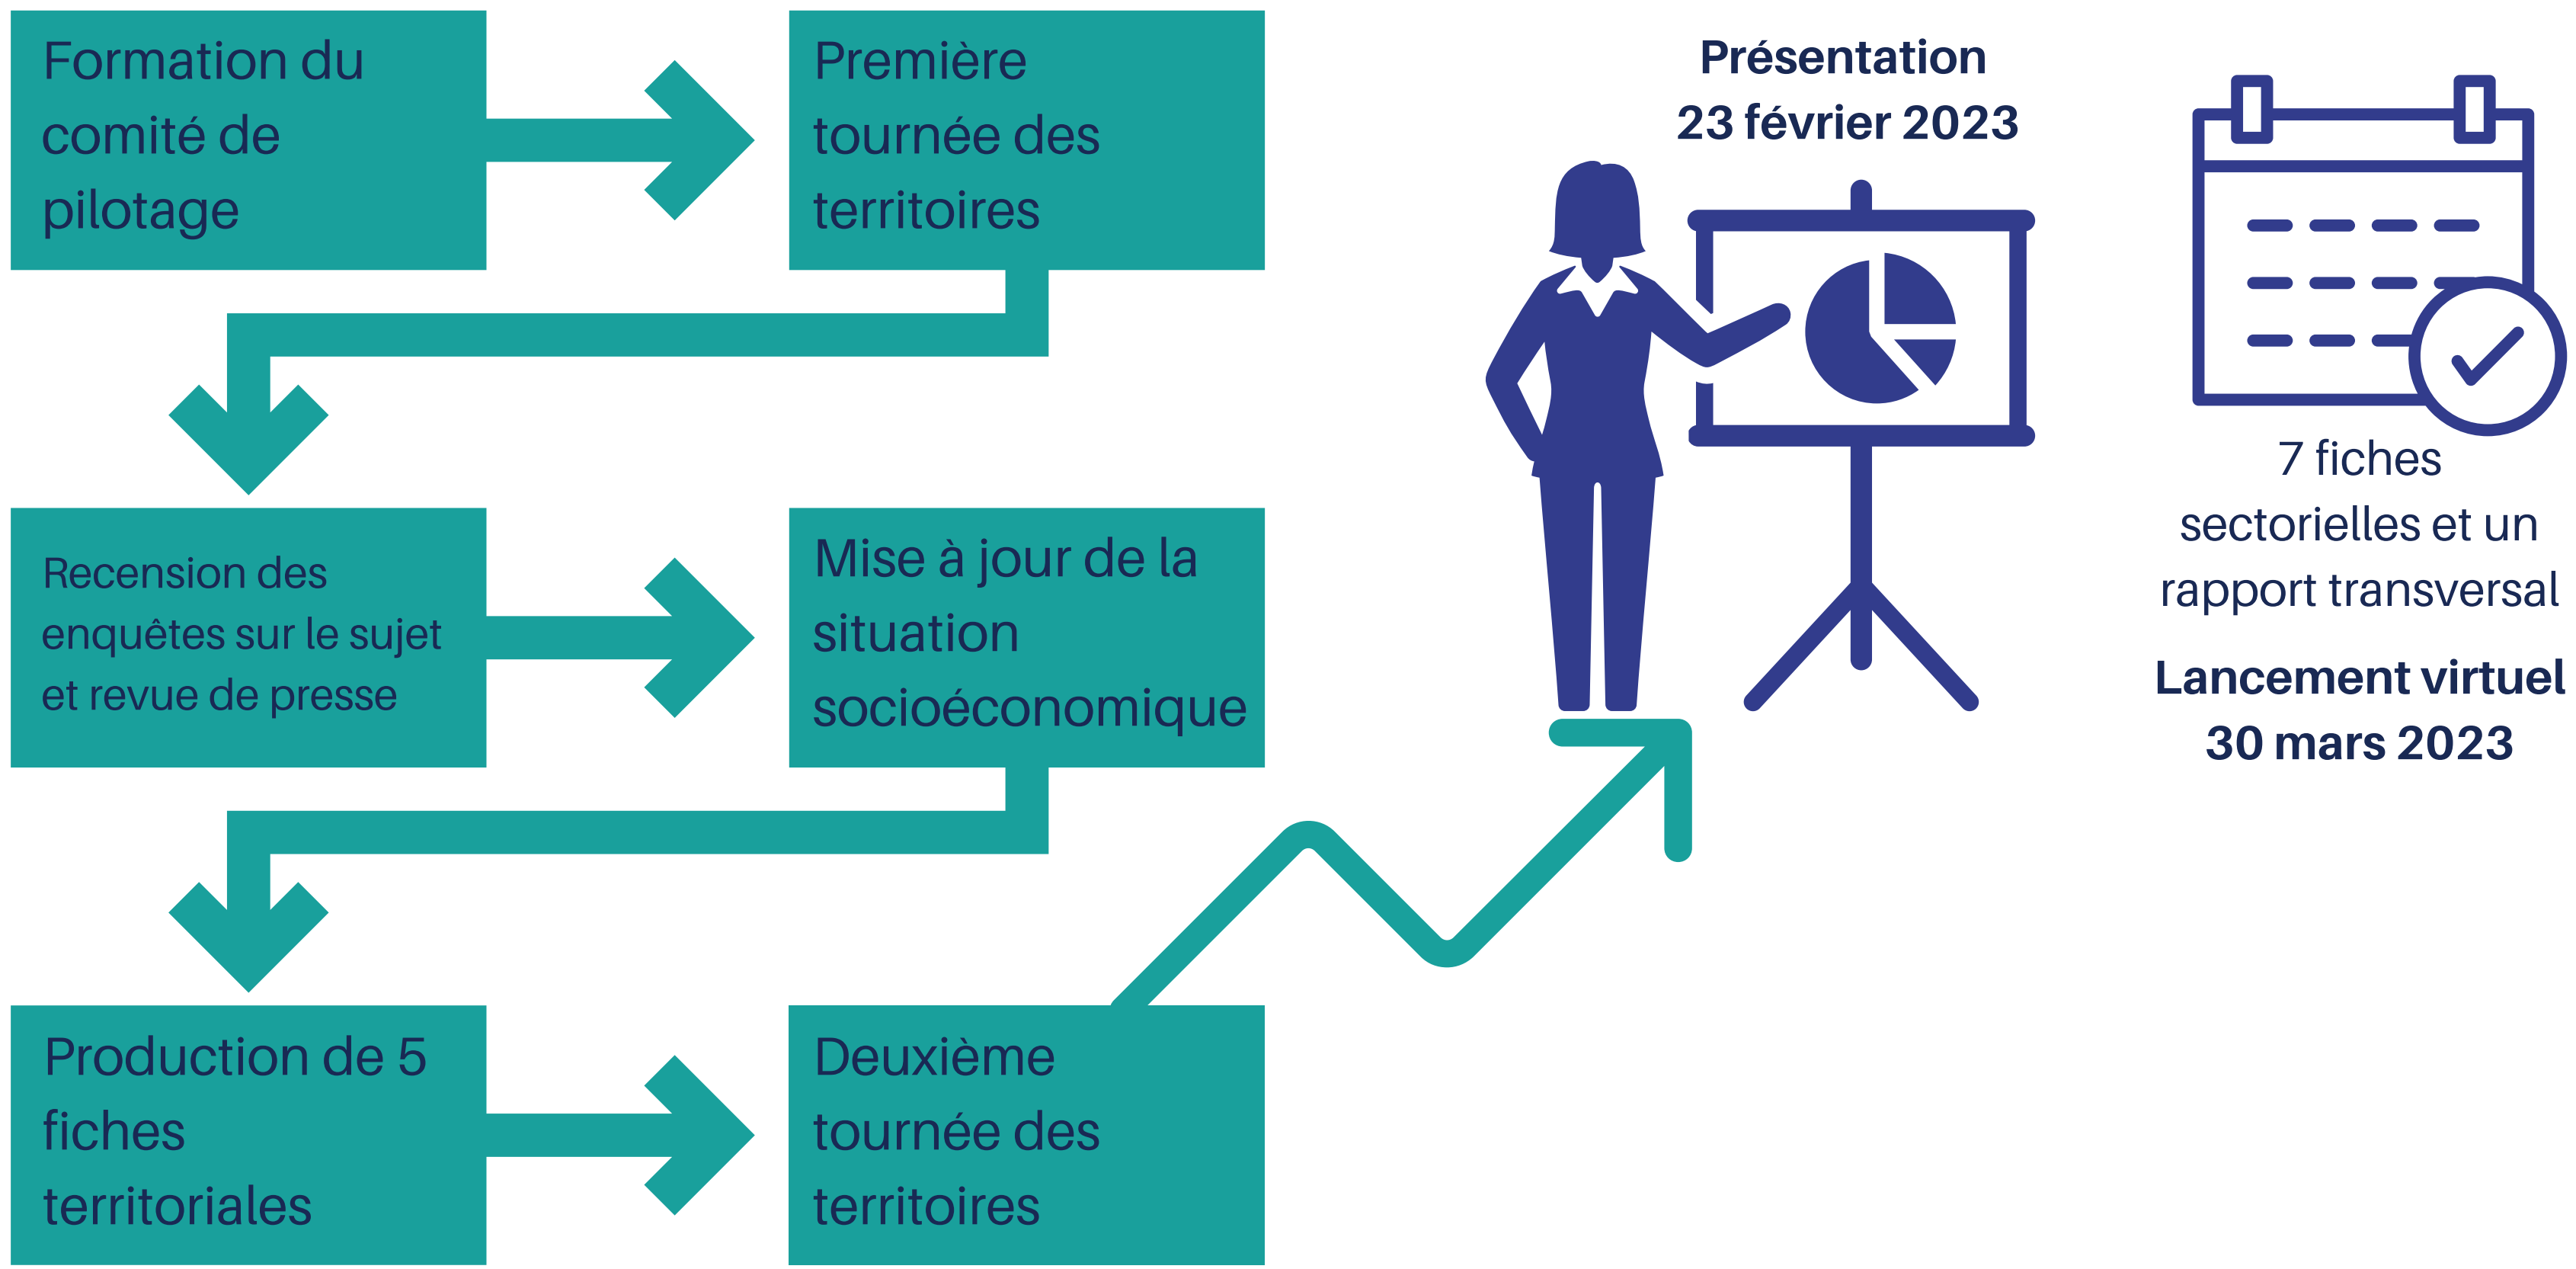 Formation du
comité de
pilotage
Première
tournée des
territoires
Recension des
enquêtes sur le sujet
et revue de presse
Mise à jour de la
situation
socioéconomique
Production de 5
fiches
territoriales
Deuxième
tournée des
territoires
Présentation
23 février 2023
7 fiches
sectorielles et un
rapport transversal
Lancement virtuel
30 mars 2023